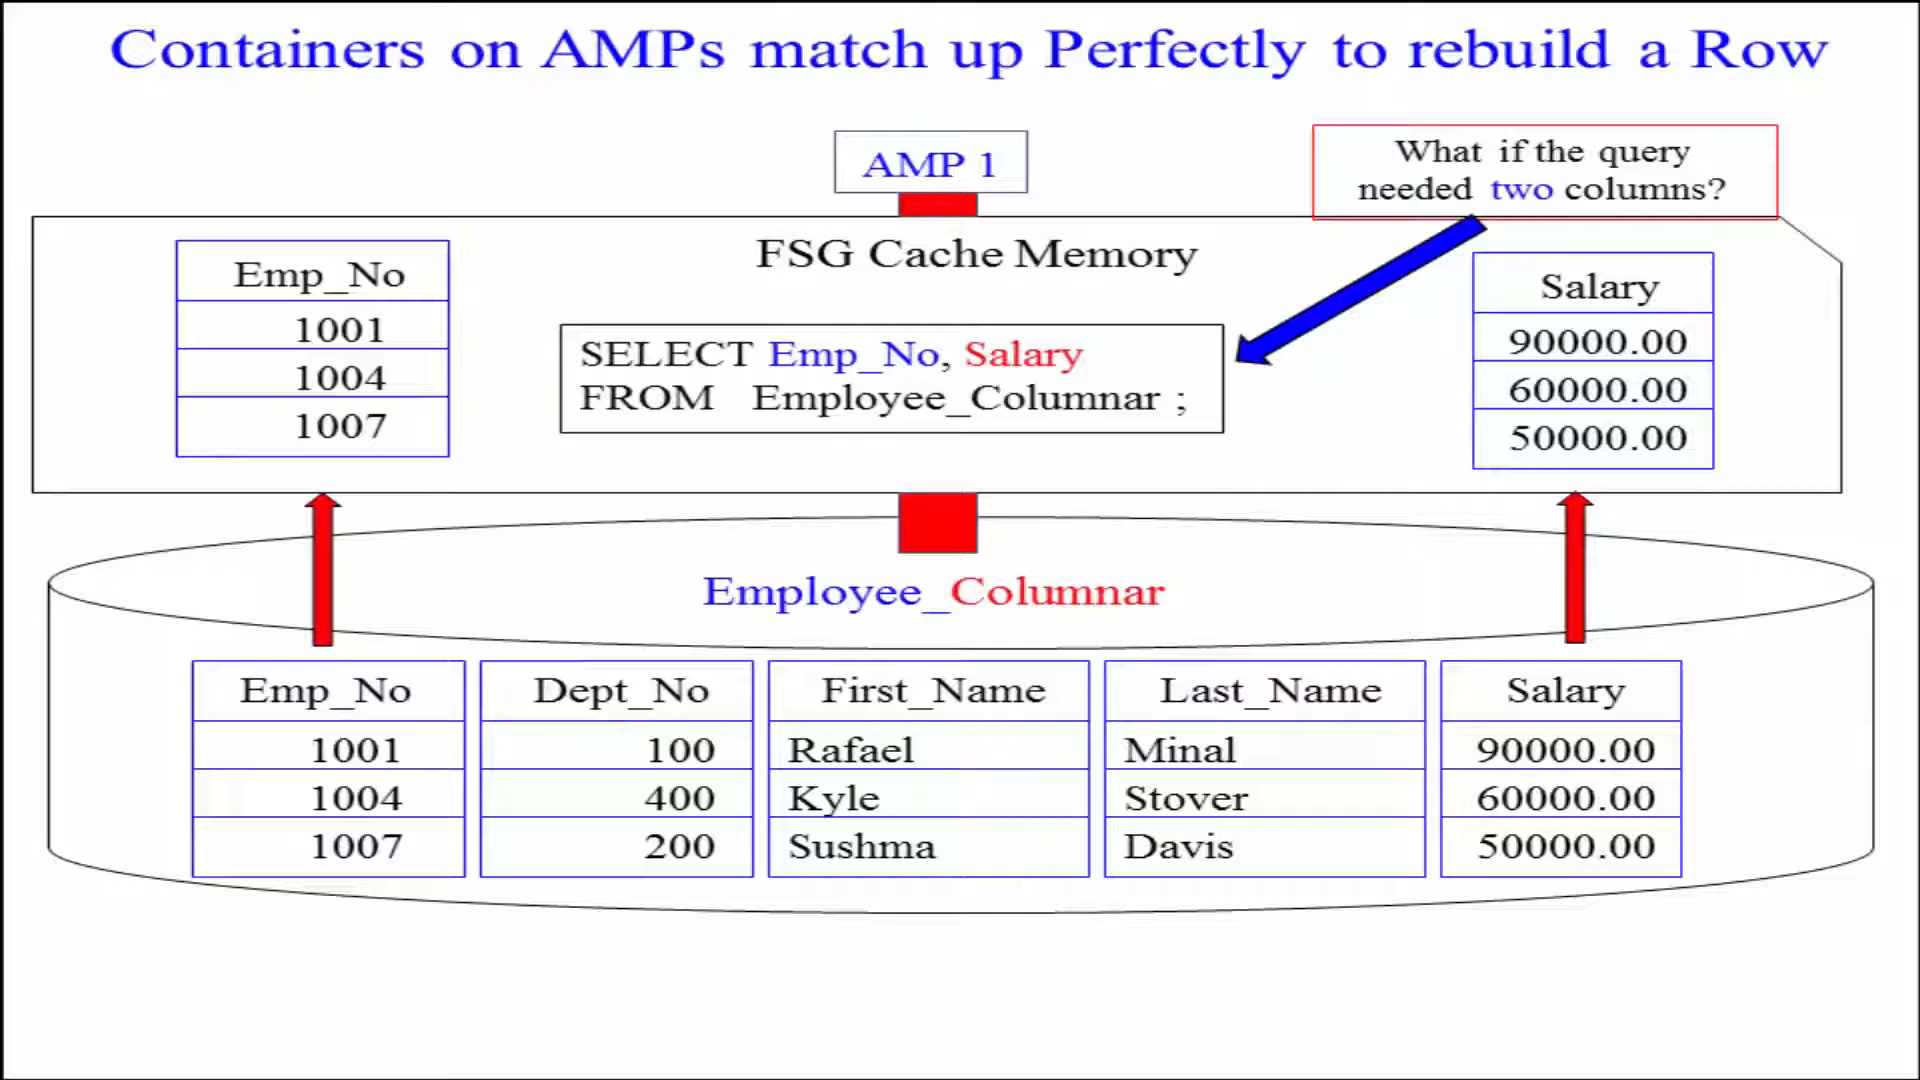 Containers on AMPs match up Perfectly to rebuild a Row
AMP 1
What if the query
needed two columns?
FSG Cache Memory
Emp_No
1001
1004
1007
SELECT Emp_No, Salary
FROM Employee_Columnar ;
Salary
90000.00
60000.00
50000.00
Employee_Columnar
Emp_No Dept_No First_Name Last_Name Salary
1001 100 Rafael Minal 90000.00
1004 400 Kyle Stover 60000.00
1007 200 Sushma Davis 50000.00